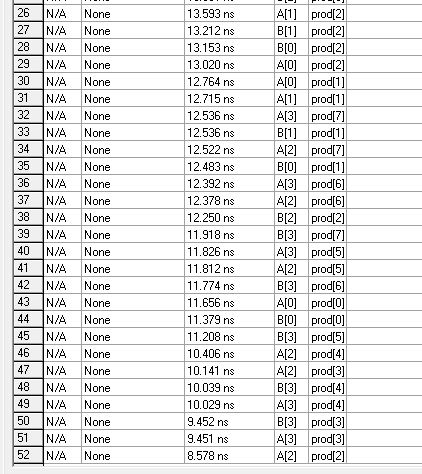 26 N/A None 13.593 ns A[1] prod[2]
27 N/A None 13.212 ns B[1] prod[2]
28 N/A None 13.153 ns B[0] prod[2]
29 N/A None 13.020 ns A[0] prod[2]
30 N/A None 12.764 ns A[0] prod[1]
31 N/A None 12.715 ns A[1] prod[1]
32 N/A None 12.536 ns A[3] prod[7]
33 N/A None 12.536 ns B[1] prod[1]
34 N/A None 12.522 ns A[2] prod[7]
35 N/A None 12.483 ns B[0] prod[1]
36 N/A None 12.392 ns A[3] prod[6]
37 N/A None 12.378 ns A[2] prod[6]
38 N/A None 12.250 ns B[2] prod[2]
39 N/A None 11.918 ns B[3] prod[7]
40 N/A None 11.826 ns A[3] prod[5]
41 N/A None 11.812 ns A[2] prod[5]
42 N/A None 11.774 ns B[3] prod[6]
43 N/A None 11.656 ns A[0] prod[0]
44 N/A None 11.379 ns B[0] prod[0]
45 N/A None 11.208 ns B[3] prod[5]
46 N/A None 10.406 ns A[2] prod[4]
47 N/A None 10.141 ns A[2] prod[3]
48 N/A None 10.039 ns B[3] prod[4]
49 N/A None 10.029 ns A[3] prod[4]
50 N/A None 9.452 ns B[3] prod[3]
51 N/A None 9.451 ns A[3] prod[3]
52 N/A None 8.578 ns A[2] prod[2]